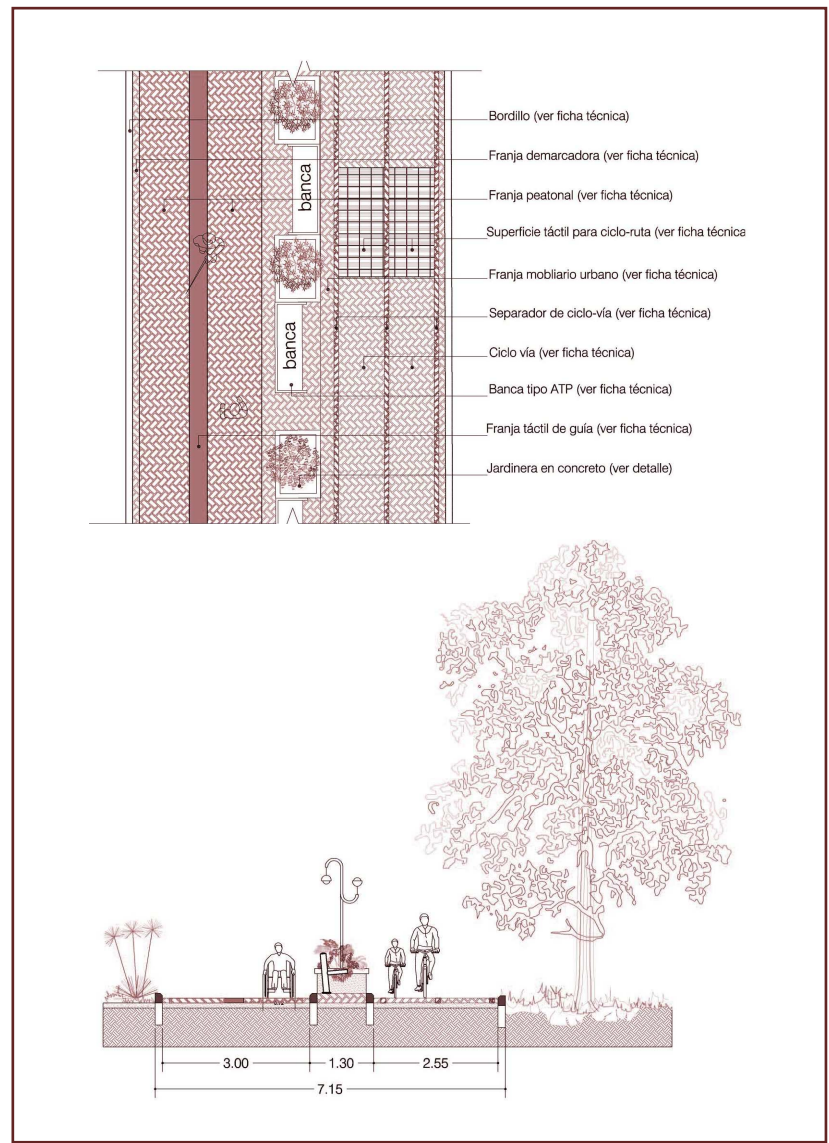 banca
banca
Bordillo (ver ficha técnica)
Franja demarcadora (ver ficha técnica)
Franja peatonal (ver ficha técnica)
Superficie táctil para ciclo-ruta (ver ficha técnica
Franja mobliario urbano (ver ficha técnica)
Separador de ciclo-vía (ver ficha técnica)
Ciclo vía (ver ficha técnica)
Banca tipo ATP (ver ficha técnica)
Franja táctil de guía (ver ficha técnica)
Jardinera en concreto (ver detalle)
3.00
1.30
2.55
7.15